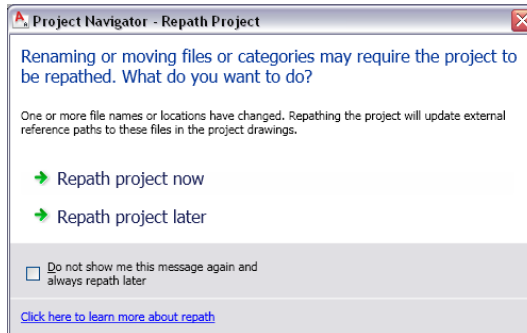 Project Navigator - Repath Project
Renaming or moving files or categories may require the project to
be repathed. What do you want to do?
One or more file names or locations have changed. Repathing the project will update external
reference paths to these files in the project drawings.
Repath project now
Repath project later
Do not show me this message again and
always repath later
Click here to learn more about repath